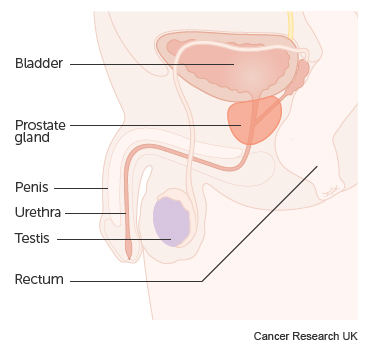 Bladder
Prostate
gland
Penis
Urethra
Testis
Rectum
Cancer Research UK